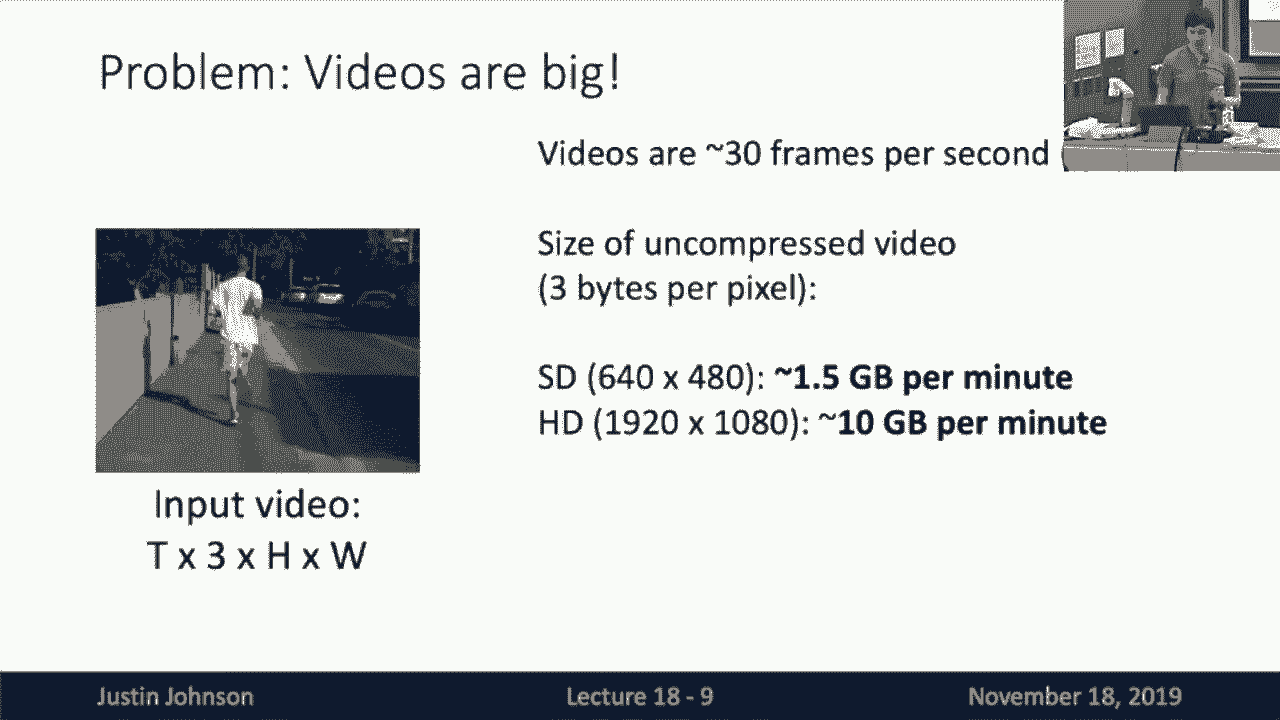 Problem: Videos are big!
Videos are ~30 frames per second (
Size of uncompressed video
(3 bytes per pixel):
SD (640 x 480): ~1.5 GB per minute
HD (1920 x 1080): ~10 GB per minute
Input video:
T x 3 x H x W
Justin Johnson
Lecture 18 - 9
November 18, 2019